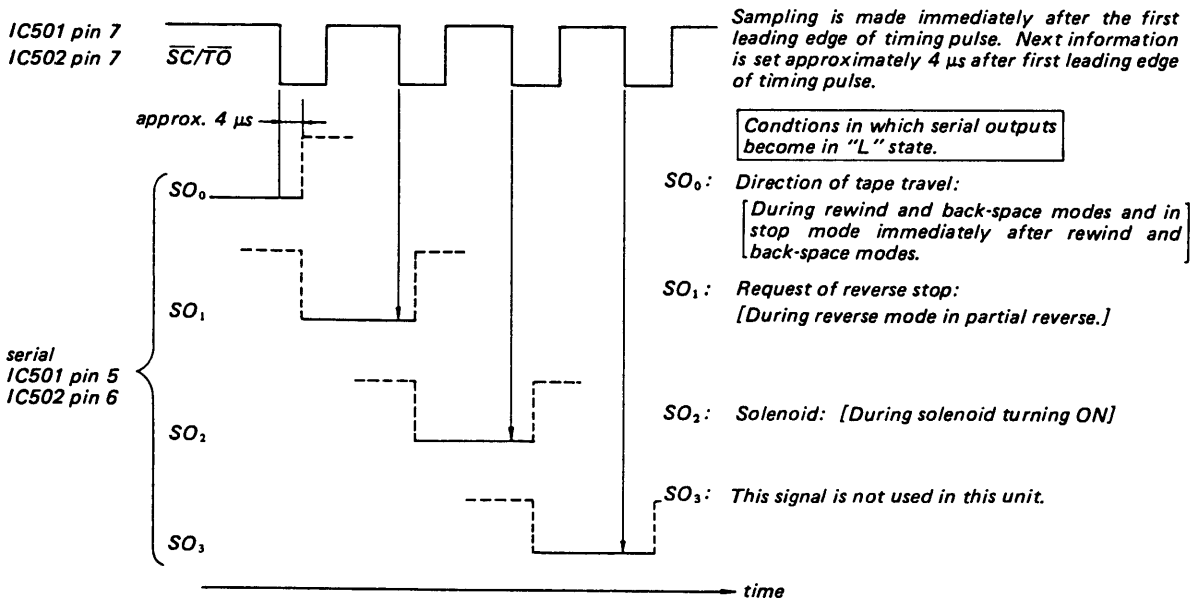 IC501 pin 7
IC502 pin 7
S̅C̅/T̅O̅
Sampling is made immediately after the first
leading edge of timing pulse. Next information
is set approximately 4 μs after first leading edge
of timing pulse.
approx. 4 μs
Condtions in which serial outputs
become in "L" state.
SO₀
SO₀: Direction of tape travel:
[During rewind and back-space modes and in
stop mode immediately after rewind and
back-space modes.]
SO₁
SO₁: Request of reverse stop:
[During reverse mode in partial reverse.]
serial
IC501 pin 5
IC502 pin 6
SO₂
SO₂: Solenoid: [During solenoid turning ON]
SO₃
SO₃: This signal is not used in this unit.
time